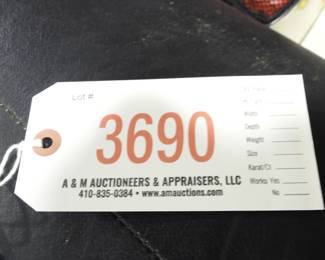 Lot #
3690
Width
Depth
Weight
Size
Karat/Ct
Works: Yes
No
A & M AUCTIONEERS & APPRAISERS, LLC
410-835-0384 • www.amauctions.com